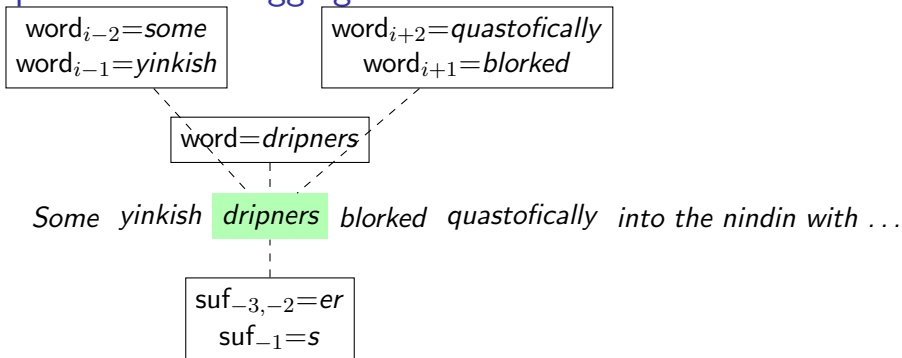 word_{i−2}=some
word_{i−1}=yinkish
word_{i+2}=quastofically
word_{i+1}=blorked
word=dripners
Some yinkish dripners blorked quastofically into the nindin with ...
suf_{−3,−2}=er
suf_{−1}=s